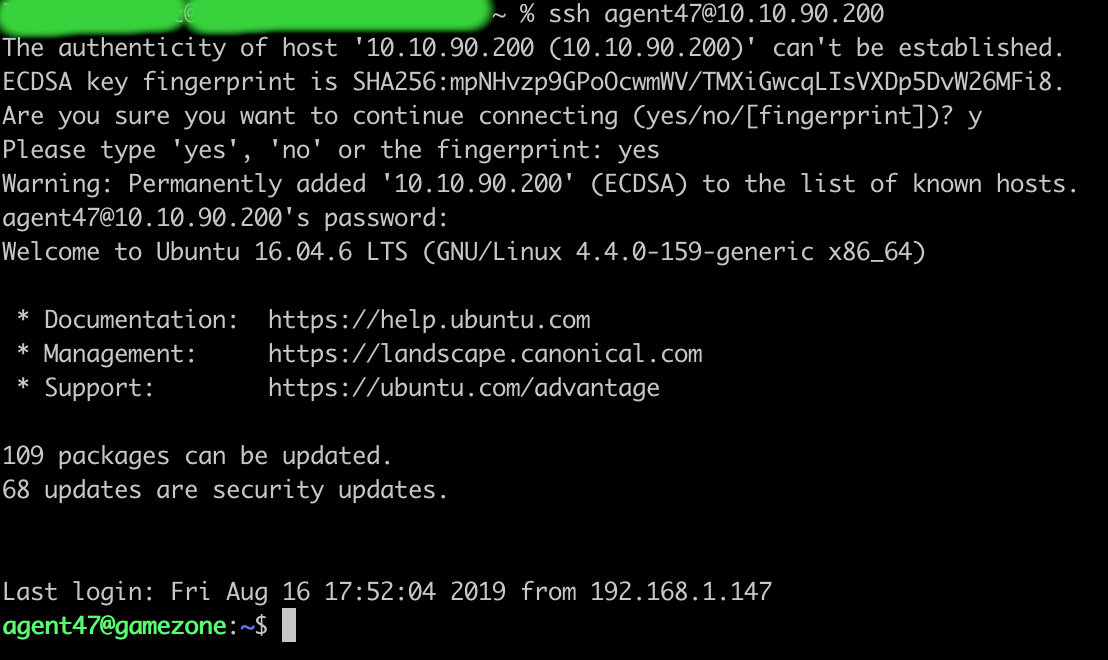 ~ % ssh agent47@10.10.90.200
The authenticity of host '10.10.90.200 (10.10.90.200)' can't be established.
ECDSA key fingerprint is SHA256:mpNHvzp9GPoOcwmWV/TMXiGwcqLIsVXDp5DvW26MFi8.
Are you sure you want to continue connecting (yes/no/[fingerprint])? y
Please type 'yes', 'no' or the fingerprint: yes
Warning: Permanently added '10.10.90.200' (ECDSA) to the list of known hosts.
agent47@10.10.90.200's password:
Welcome to Ubuntu 16.04.6 LTS (GNU/Linux 4.4.0-159-generic x86_64)
* Documentation:  https://help.ubuntu.com
* Management:     https://landscape.canonical.com
* Support:        https://ubuntu.com/advantage
109 packages can be updated.
68 updates are security updates.
Last login: Fri Aug 16 17:52:04 2019 from 192.168.1.147
agent47@gamezone:~$